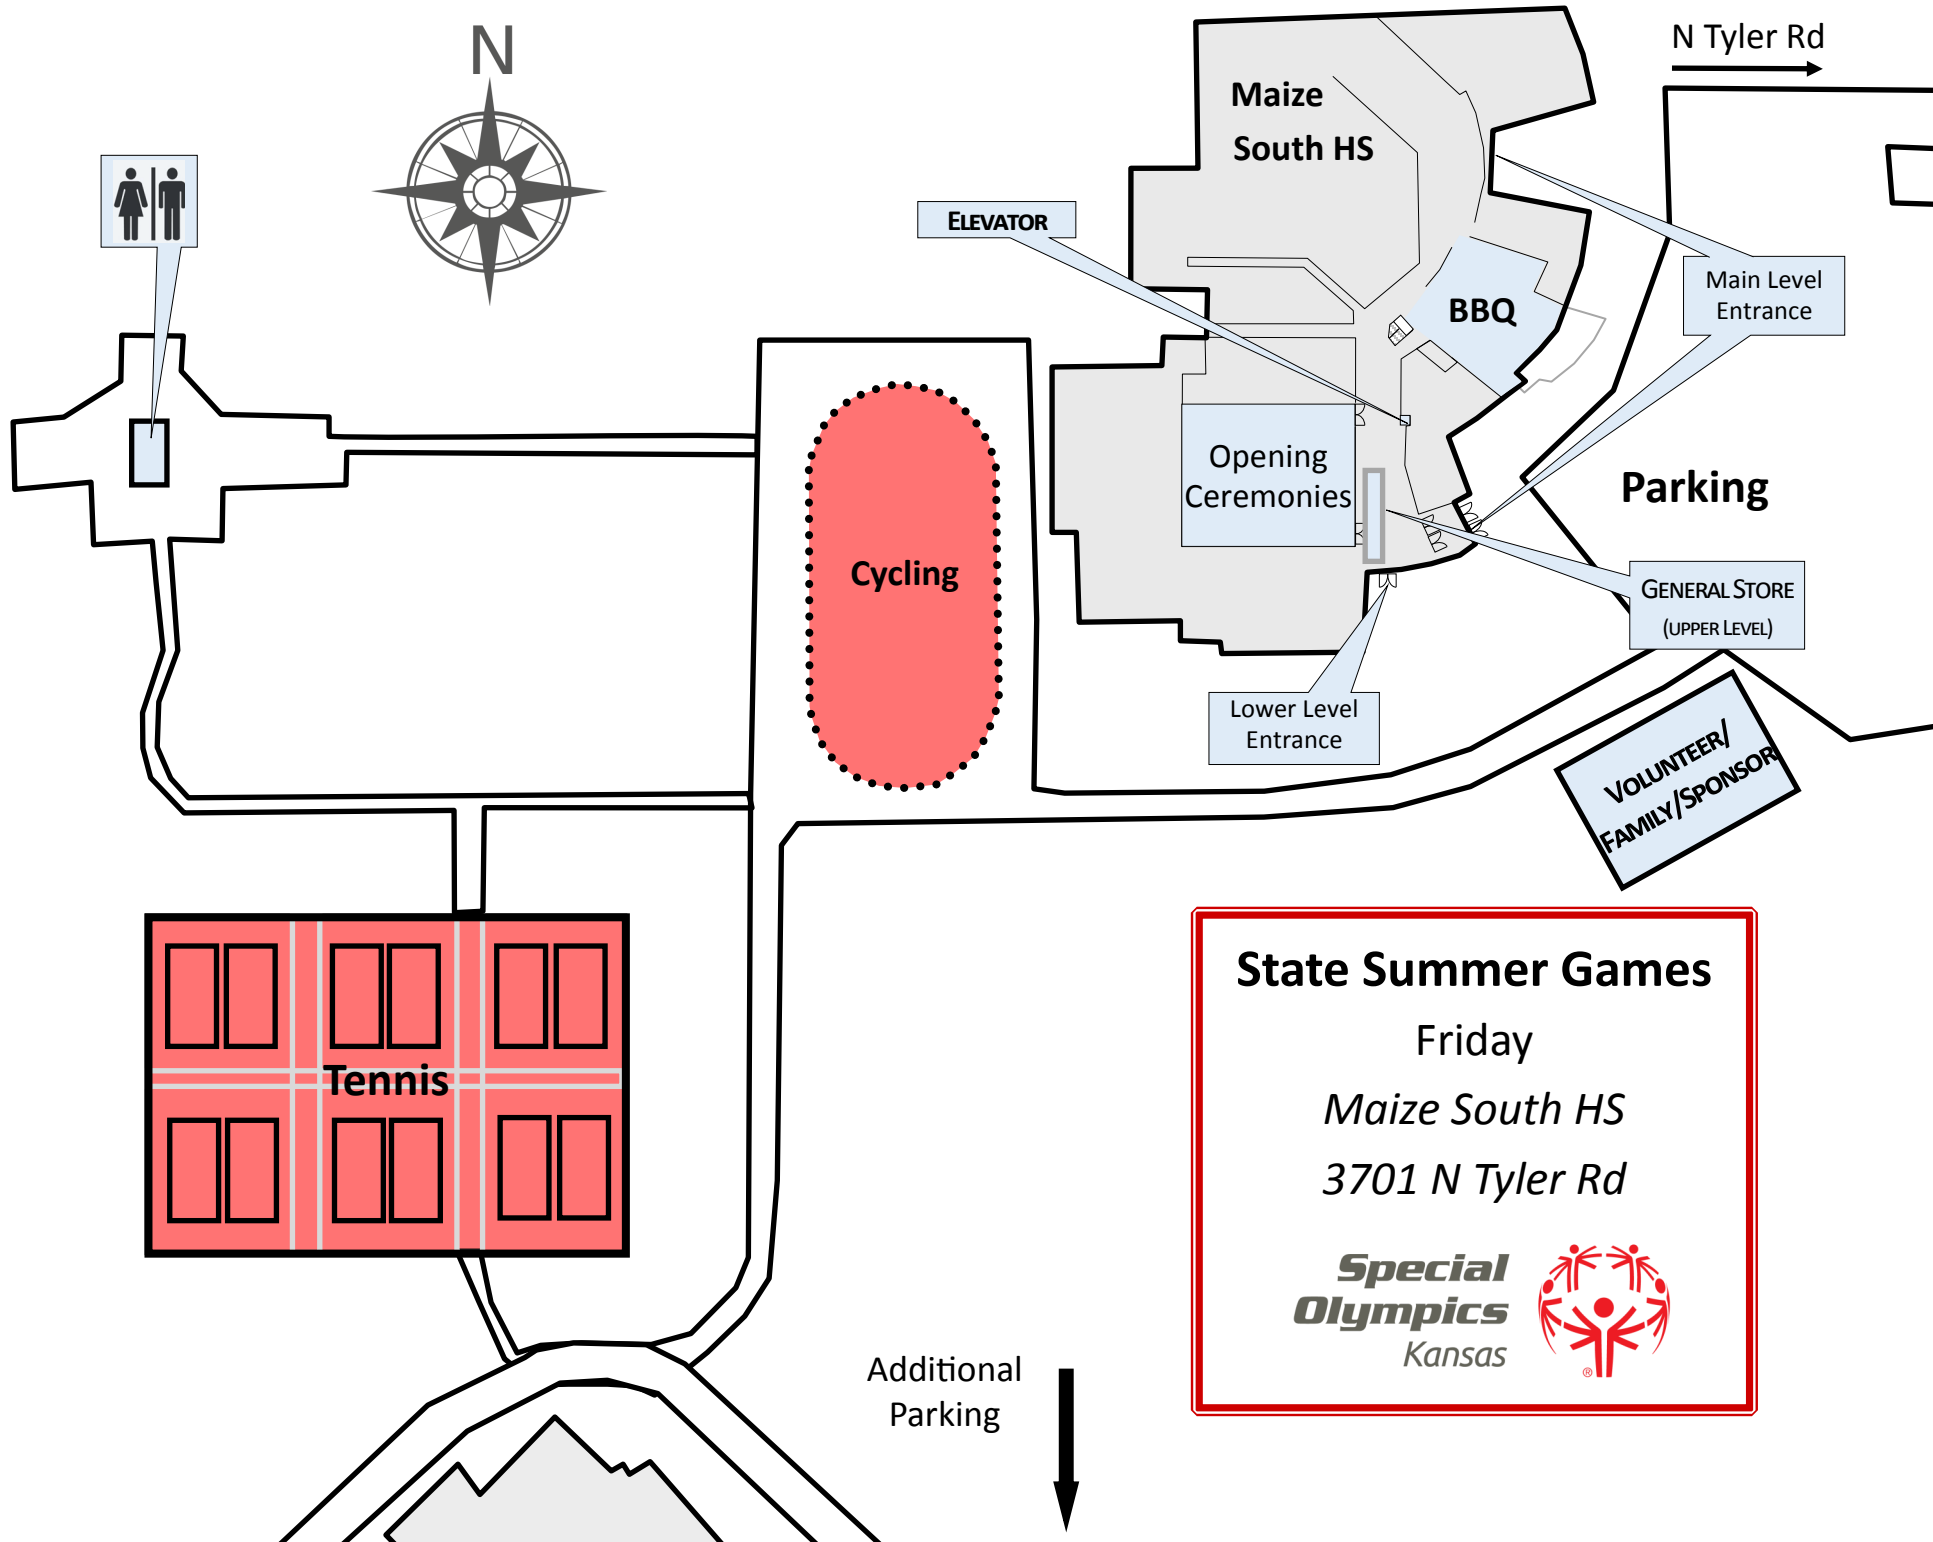 N
N Tyler Rd
Maize
South HS
ELEVATOR
Main Level
Entrance
BBQ
Opening
Ceremonies
Parking
Cycling
GENERAL STORE
(UPPER LEVEL)
Lower Level
Entrance
VOLUNTEER/
FAMILY/SPONSOR
Tennis
State Summer Games
Friday
Maize South HS
3701 N Tyler Rd
Special
Olympics
Kansas
®
Additional
Parking